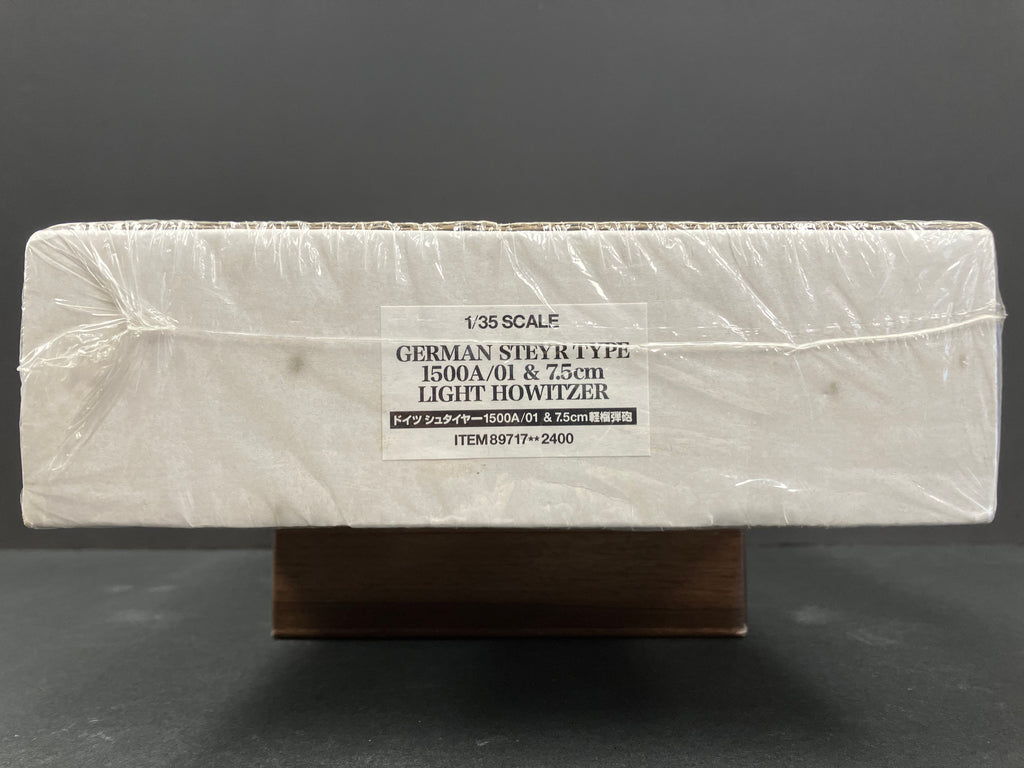 1/35 SCALE
GERMAN STEYR TYPE
1500A/01 & 7.5cm
LIGHT HOWITZER
ドイツ シュタイヤー1500A/01 & 7.5cm軽榴弾砲
ITEM 89717**2400